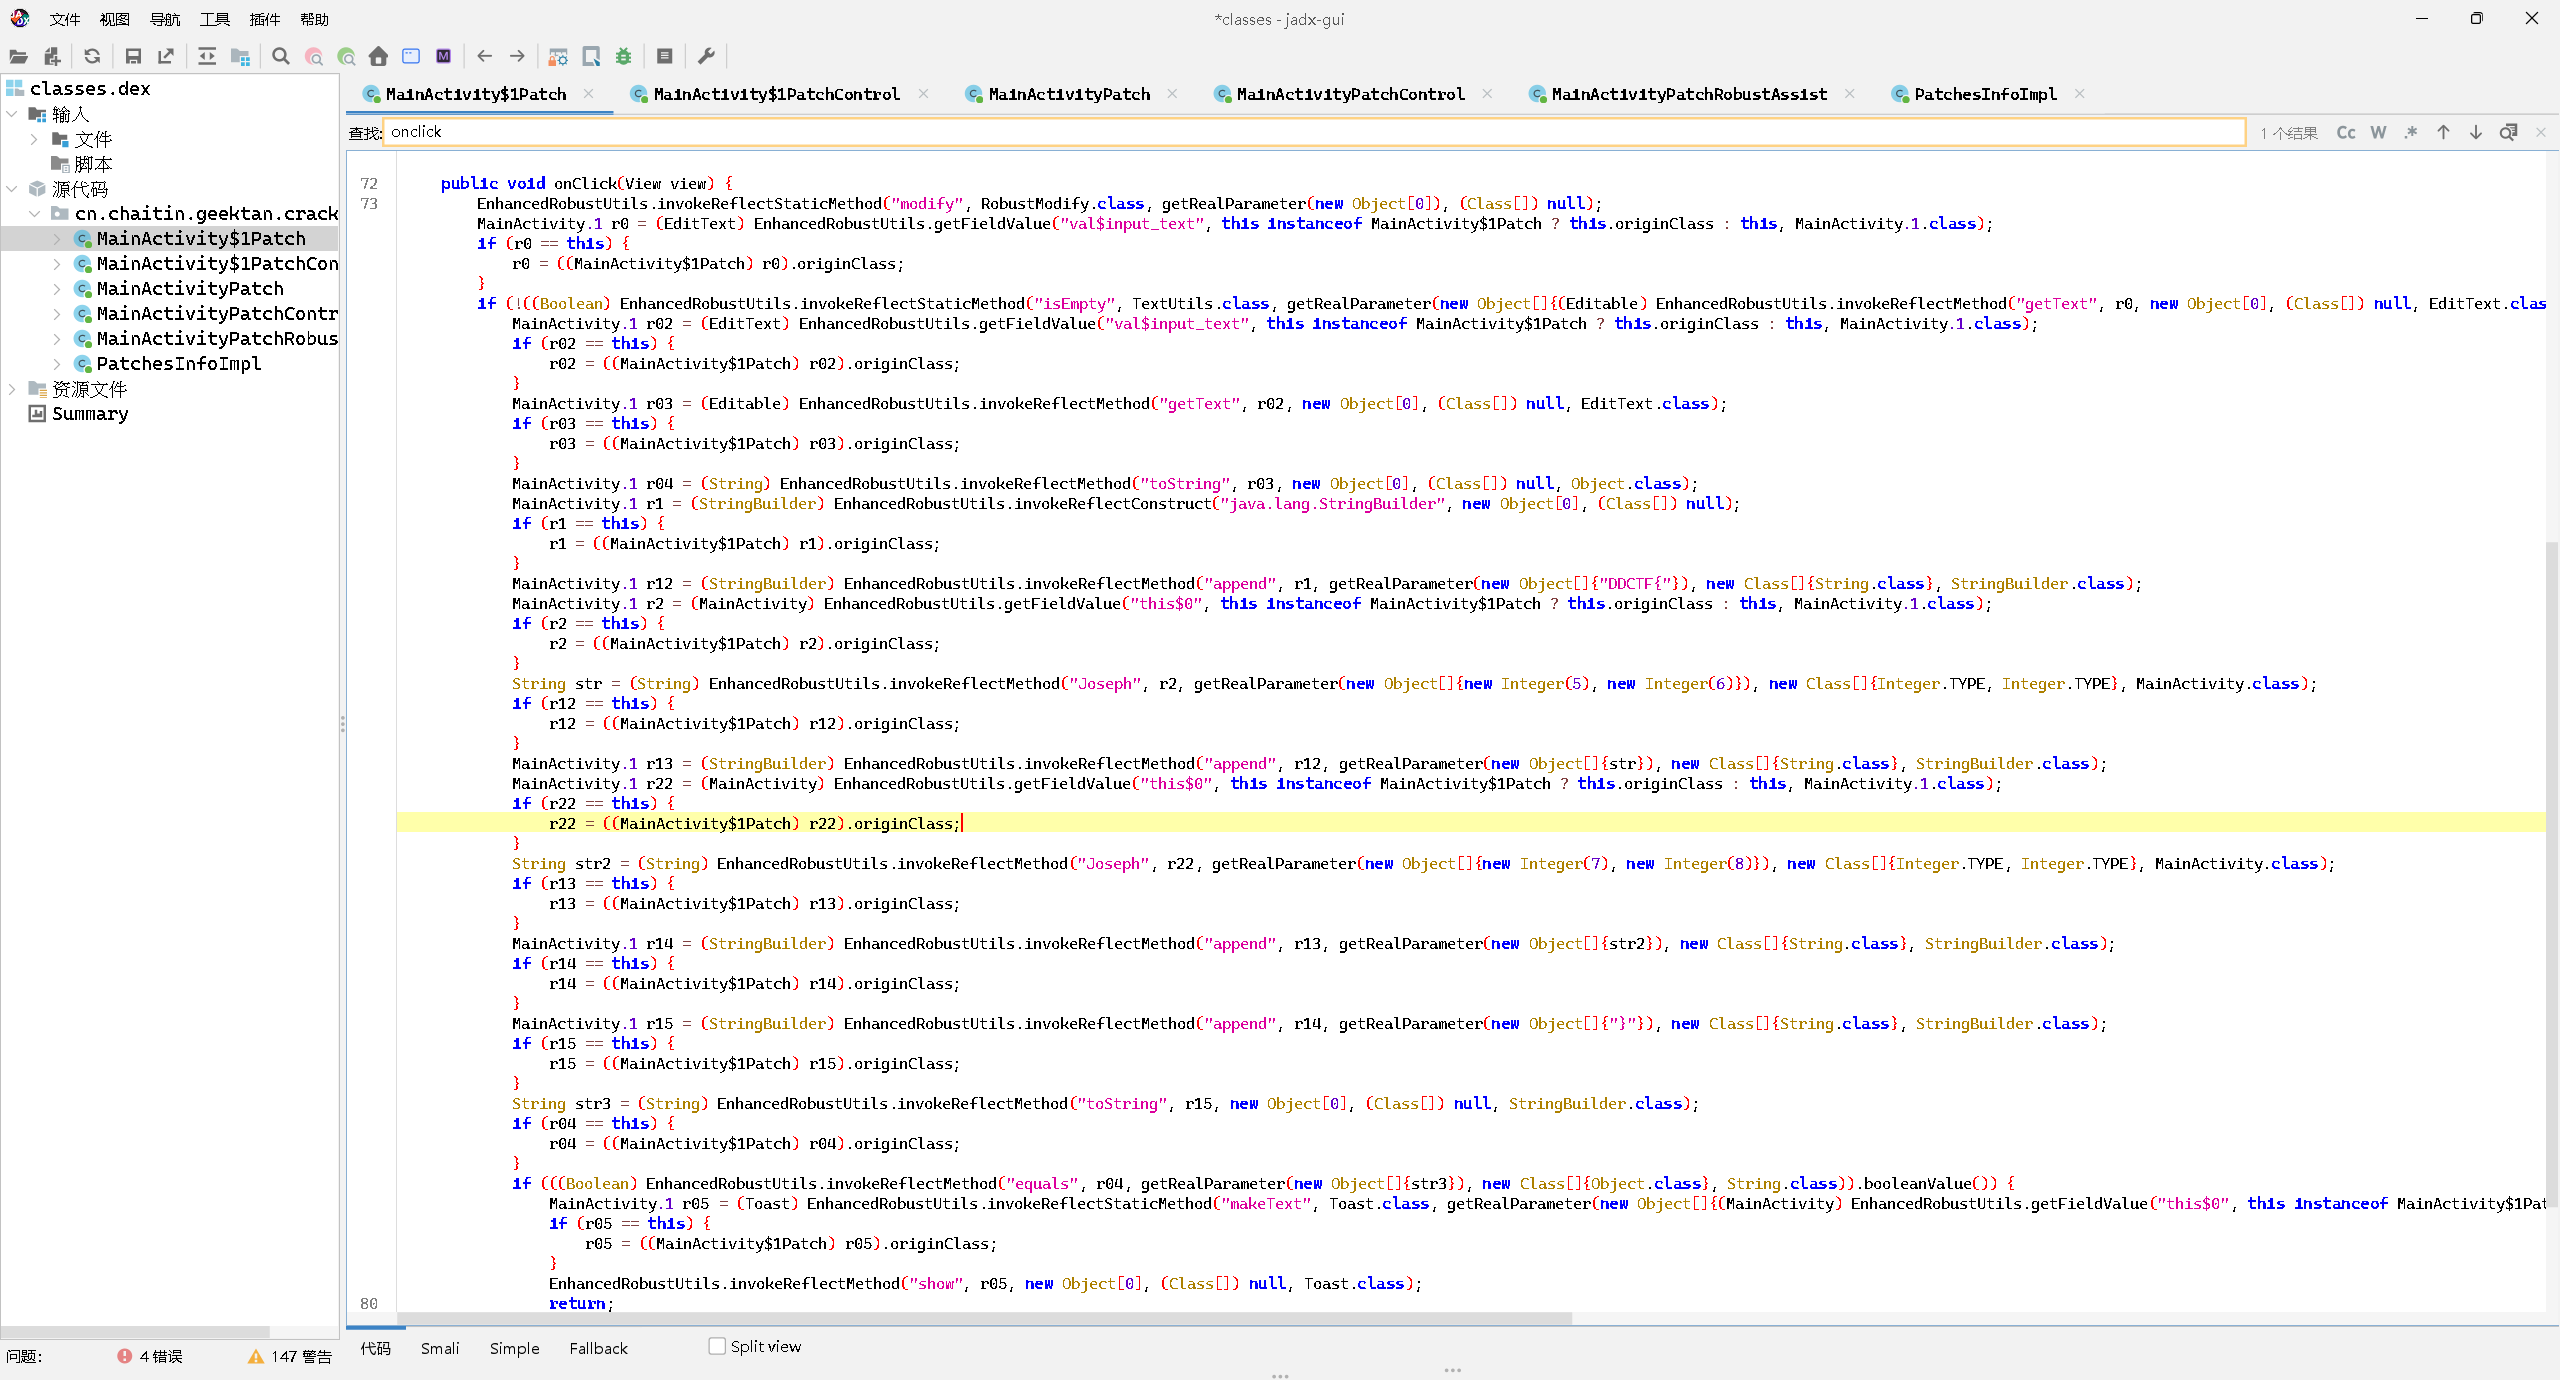 文件 视图 导航 工具 插件 帮助
*classes - jadx-gui
classes.dex
输入
文件
脚本
源代码
cn.chaitin.geektan.crack
MainActivity$1Patch
MainActivity$1PatchCon
MainActivityPatch
MainActivityPatchContr
MainActivityPatchRobus
PatchesInfoImpl
资源文件
Summary
问题: 4 错误 147 警告
MainActivity$1Patch MainActivity$1PatchControl MainActivityPatch MainActivityPatchControl MainActivityPatchRobustAssist PatchesInfoImpl
查找: onclick 1 个结果 Cc W .*
72 public void onClick(View view) {
73 EnhancedRobustUtils.invokeReflectStaticMethod("modify", RobustModify.class, getRealParameter(new Object[0]), (Class[]) null);
MainActivity.1 r0 = (EditText) EnhancedRobustUtils.getFieldValue("val$input_text", this instanceof MainActivity$1Patch ? this.originClass : this, MainActivity.1.class);
if (r0 == this) {
r0 = ((MainActivity$1Patch) r0).originClass;
}
if (!((Boolean) EnhancedRobustUtils.invokeReflectStaticMethod("isEmpty", TextUtils.class, getRealParameter(new Object[]{(Editable) EnhancedRobustUtils.invokeReflectMethod("getText", r0, new Object[0], (Class[]) null, EditText.clas
MainActivity.1 r02 = (EditText) EnhancedRobustUtils.getFieldValue("val$input_text", this instanceof MainActivity$1Patch ? this.originClass : this, MainActivity.1.class);
if (r02 == this) {
r02 = ((MainActivity$1Patch) r02).originClass;
}
MainActivity.1 r03 = (Editable) EnhancedRobustUtils.invokeReflectMethod("getText", r02, new Object[0], (Class[]) null, EditText.class);
if (r03 == this) {
r03 = ((MainActivity$1Patch) r03).originClass;
}
MainActivity.1 r04 = (String) EnhancedRobustUtils.invokeReflectMethod("toString", r03, new Object[0], (Class[]) null, Object.class);
MainActivity.1 r1 = (StringBuilder) EnhancedRobustUtils.invokeReflectConstruct("java.lang.StringBuilder", new Object[0], (Class[]) null);
if (r1 == this) {
r1 = ((MainActivity$1Patch) r1).originClass;
}
MainActivity.1 r12 = (StringBuilder) EnhancedRobustUtils.invokeReflectMethod("append", r1, getRealParameter(new Object[]{"DDCTF{"}), new Class[]{String.class}, StringBuilder.class);
MainActivity.1 r2 = (MainActivity) EnhancedRobustUtils.getFieldValue("this$0", this instanceof MainActivity$1Patch ? this.originClass : this, MainActivity.1.class);
if (r2 == this) {
r2 = ((MainActivity$1Patch) r2).originClass;
}
String str = (String) EnhancedRobustUtils.invokeReflectMethod("Joseph", r2, getRealParameter(new Object[]{new Integer(5), new Integer(6)}), new Class[]{Integer.TYPE, Integer.TYPE}, MainActivity.class);
if (r12 == this) {
r12 = ((MainActivity$1Patch) r12).originClass;
}
MainActivity.1 r13 = (StringBuilder) EnhancedRobustUtils.invokeReflectMethod("append", r12, getRealParameter(new Object[]{str}), new Class[]{String.class}, StringBuilder.class);
MainActivity.1 r22 = (MainActivity) EnhancedRobustUtils.getFieldValue("this$0", this instanceof MainActivity$1Patch ? this.originClass : this, MainActivity.1.class);
if (r22 == this) {
r22 = ((MainActivity$1Patch) r22).originClass;
}
String str2 = (String) EnhancedRobustUtils.invokeReflectMethod("Joseph", r22, getRealParameter(new Object[]{new Integer(7), new Integer(8)}), new Class[]{Integer.TYPE, Integer.TYPE}, MainActivity.class);
if (r13 == this) {
r13 = ((MainActivity$1Patch) r13).originClass;
}
MainActivity.1 r14 = (StringBuilder) EnhancedRobustUtils.invokeReflectMethod("append", r13, getRealParameter(new Object[]{str2}), new Class[]{String.class}, StringBuilder.class);
if (r14 == this) {
r14 = ((MainActivity$1Patch) r14).originClass;
}
MainActivity.1 r15 = (StringBuilder) EnhancedRobustUtils.invokeReflectMethod("append", r14, getRealParameter(new Object[]{"}"}), new Class[]{String.class}, StringBuilder.class);
if (r15 == this) {
r15 = ((MainActivity$1Patch) r15).originClass;
}
String str3 = (String) EnhancedRobustUtils.invokeReflectMethod("toString", r15, new Object[0], (Class[]) null, StringBuilder.class);
if (r04 == this) {
r04 = ((MainActivity$1Patch) r04).originClass;
}
if (((Boolean) EnhancedRobustUtils.invokeReflectMethod("equals", r04, getRealParameter(new Object[]{str3}), new Class[]{Object.class}, String.class)).booleanValue()) {
MainActivity.1 r05 = (Toast) EnhancedRobustUtils.invokeReflectStaticMethod("makeText", Toast.class, getRealParameter(new Object[]{(MainActivity) EnhancedRobustUtils.getFieldValue("this$0", this instanceof MainActivity$1Pat
if (r05 == this) {
r05 = ((MainActivity$1Patch) r05).originClass;
}
EnhancedRobustUtils.invokeReflectMethod("show", r05, new Object[0], (Class[]) null, Toast.class);
80 return;
代码 Smali Simple Fallback Split view